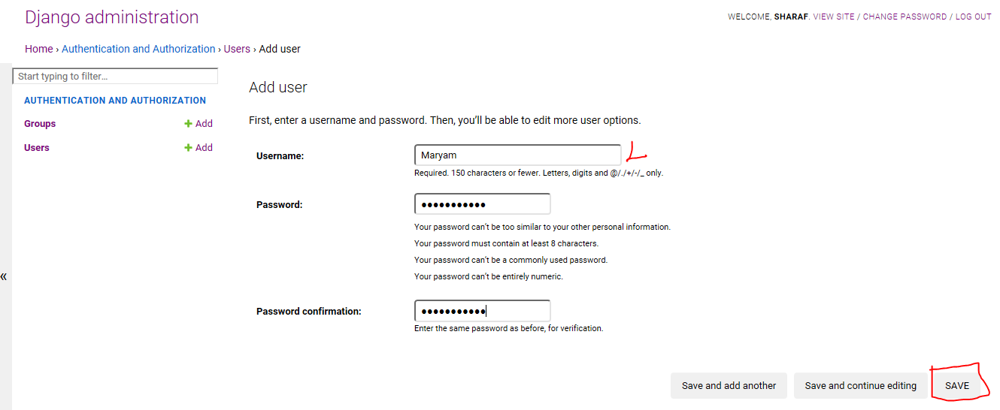 Django administration
WELCOME, SHARAF. VIEW SITE / CHANGE PASSWORD / LOG OUT
Home › Authentication and Authorization › Users › Add user
Start typing to filter...
AUTHENTICATION AND AUTHORIZATION
Groups + Add
Users + Add
«
Add user
First, enter a username and password. Then, you’ll be able to edit more user options.
Username: Maryam
Required. 150 characters or fewer. Letters, digits and @/./+/-/_ only.
Password: •••••••••••
Your password can’t be too similar to your other personal information.
Your password must contain at least 8 characters.
Your password can’t be a commonly used password.
Your password can’t be entirely numeric.
Password confirmation: •••••••••••
Enter the same password as before, for verification.
Save and add another Save and continue editing SAVE